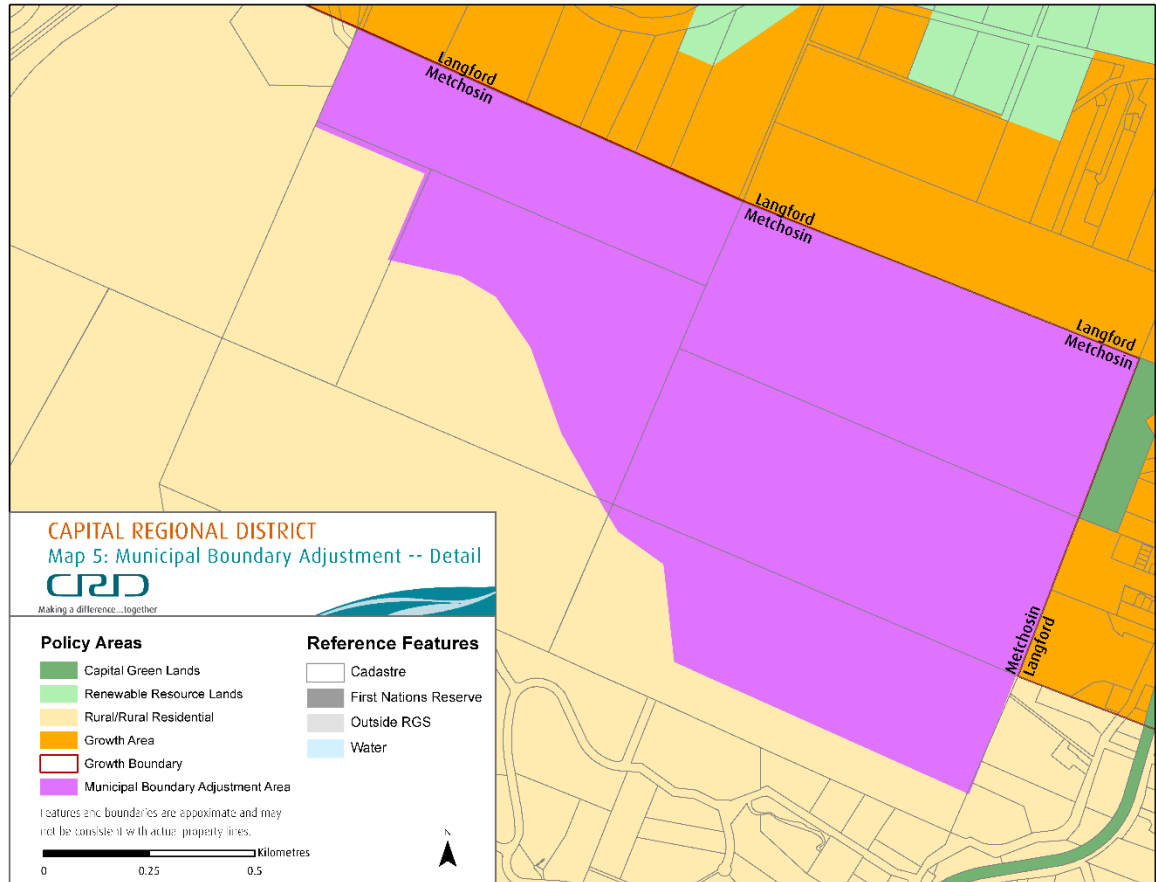 Langford
Metchosin
Langford
Metchosin
Langford
Metchosin
Metchosin
Langford
CAPITAL REGIONAL DISTRICT
Map 5: Municipal Boundary Adjustment -- Detail
CRD
Making a difference...together
Policy Areas
Capital Green Lands
Renewable Resource Lands
Rural/Rural Residential
Growth Area
Growth Boundary
Municipal Boundary Adjustment Area
Features and boundaries are appoximate and may
not be consistent with actual property lines.
Reference Features
Cadastre
First Nations Reserve
Outside RGS
Water
Kilometres
0 0.25 0.5
N